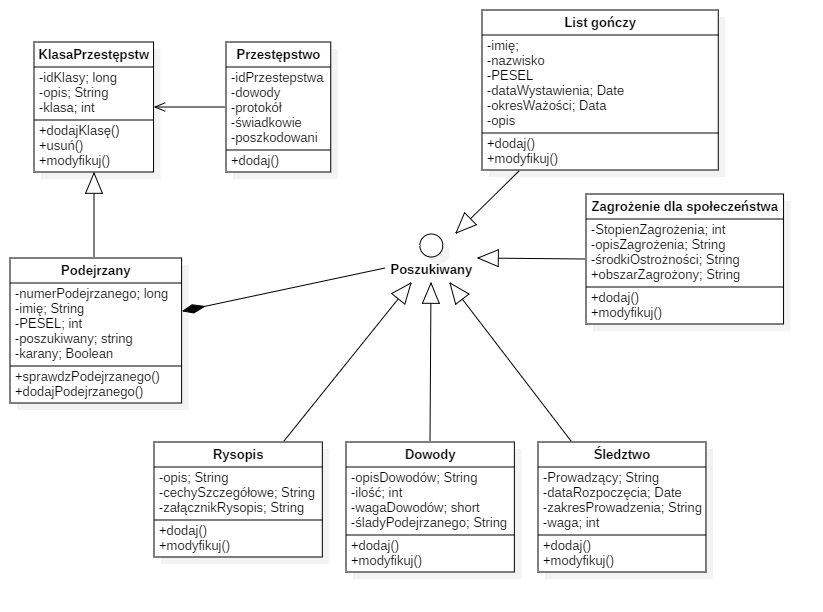 KlasaPrzestępstw
-idKlasy; long
-opis; String
-klasa; int
+dodajKlasę()
+usuń()
+modyfikuj()
Przestępstwo
-idPrzestepstwa
-dowody
-protokół
-świadkowie
-poszkodowani
+dodaj()
List gończy
-imię;
-nazwisko
-PESEL
-dataWystawienia; Date
-okresWażości; Data
-opis
+dodaj()
+modyfikuj()
Zagrożenie dla społeczeństwa
-StopienZagrożenia; int
-opisZagrożenia; String
-środkiOstrożności; String
+obszarZagrożony; String
+dodaj()
+modyfikuj()
Poszukiwany
Podejrzany
-numerPodejrzanego; long
-imię; String
-PESEL; int
-poszukiwany; string
-karany; Boolean
+sprawdzPodejrzanego()
+dodajPodejrzanego()
Rysopis
-opis; String
-cechySzczegółowe; String
-załącznikRysopis; String
+dodaj()
+modyfikuj()
Dowody
-opisDowodów; String
-ilość; int
-wagaDowodów; short
-śladyPodejrzanego; String
+dodaj()
+modyfikuj()
Śledztwo
-Prowadzący; String
-dataRozpoczęcia; Date
-zakresProwadzenia; String
-waga; int
+dodaj()
+modyfikuj()